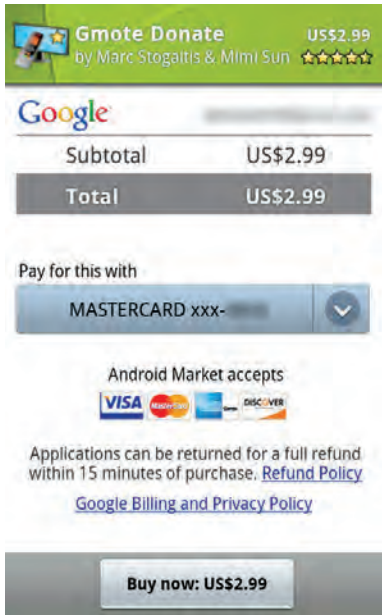 Gmote Donate US$2.99
by Marc Stogaitis & Mimi Sun
Google
Subtotal US$2.99
Total US$2.99
Pay for this with
MASTERCARD xxx-
Android Market accepts
VISA MasterCard DISCOVER
Applications can be returned for a full refund
within 15 minutes of purchase. Refund Policy
Google Billing and Privacy Policy
Buy now: US$2.99